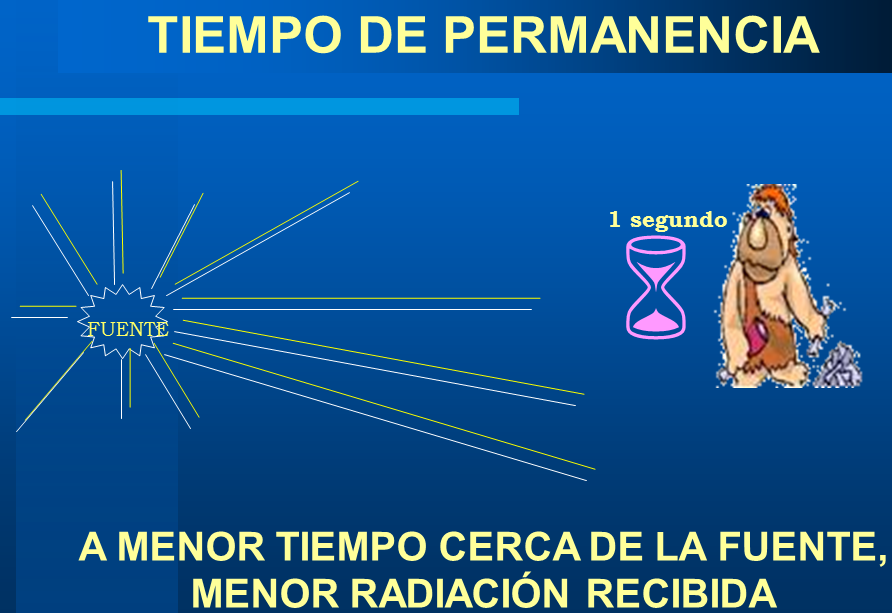 TIEMPO DE PERMANENCIA
1 segundo
FUENTE
A MENOR TIEMPO CERCA DE LA FUENTE,
MENOR RADIACIÓN RECIBIDA